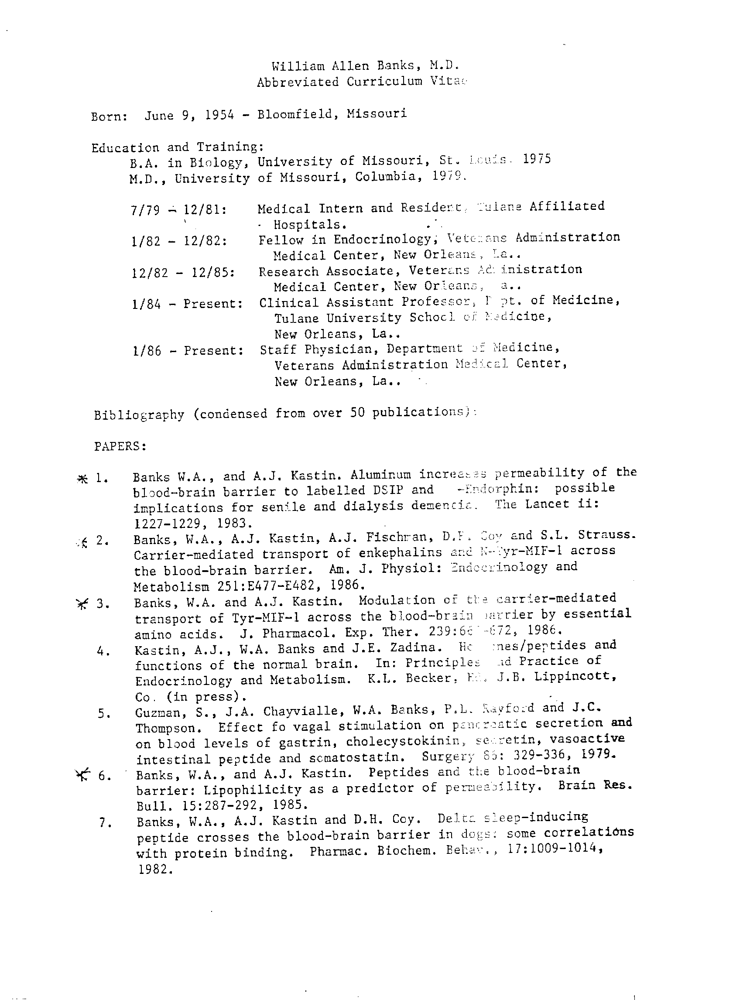 William Allen Banks, M.D.
Abbreviated Curriculum Vitae
Born: June 9, 1954 - Bloomfield, Missouri
Education and Training:
B.A. in Biology, University of Missouri, St. Louis. 1975
M.D., University of Missouri, Columbia, 1979.
7/79 - 12/81: Medical Intern and Resident, Tulane Affiliated
Hospitals.
1/82 - 12/82: Fellow in Endocrinology, Veterans Administration
Medical Center, New Orleans, La..
12/82 - 12/85: Research Associate, Veterans Ad inistration
Medical Center, New Orleans, a..
1/84 - Present: Clinical Assistant Professor, pt. of Medicine,
Tulane University School of Medicine,
New Orleans, La..
1/86 - Present: Staff Physician, Department of Medicine,
Veterans Administration Medical Center,
New Orleans, La..
Bibliography (condensed from over 50 publications):
PAPERS:
* 1. Banks W.A., and A.J. Kastin. Aluminum increases permeability of the
blood-brain barrier to labelled DSIP and -Endorphin: possible
implications for senile and dialysis demencia. The Lancet ii:
1227-1229, 1983.
* 2. Banks, W.A., A.J. Kastin, A.J. Fischman, D.H. Coy and S.L. Strauss.
Carrier-mediated transport of enkephalins and N-Tyr-MIF-1 across
the blood-brain barrier. Am. J. Physiol: Endocrinology and
Metabolism 251:E477-E482, 1986.
* 3. Banks, W.A. and A.J. Kastin. Modulation of the carrier-mediated
transport of Tyr-MIF-1 across the blood-brain barrier by essential
amino acids. J. Pharmacol. Exp. Ther. 239: -672, 1986.
4. Kastin, A.J., W.A. Banks and J.E. Zadina. nes/peptides and
functions of the normal brain. In: Principles and Practice of
Endocrinology and Metabolism. K.L. Becker, Ed. J.B. Lippincott,
Co. (in press).
5. Guzman, S., J.A. Chayvialle, W.A. Banks, P.L. Rayford and J.C.
Thompson. Effect fo vagal stimulation on pancreatic secretion and
on blood levels of gastrin, cholecystokinin, secretin, vasoactive
intestinal peptide and somatostatin. Surgery 85: 329-336, 1979.
* 6. Banks, W.A., and A.J. Kastin. Peptides and the blood-brain
barrier: Lipophilicity as a predictor of permeability. Brain Res.
Bull. 15:287-292, 1985.
7. Banks, W.A., A.J. Kastin and D.H. Coy. Delta sleep-inducing
peptide crosses the blood-brain barrier in dogs: some correlations
with protein binding. Pharmac. Biochem. Behav., 17:1009-1014,
1982.